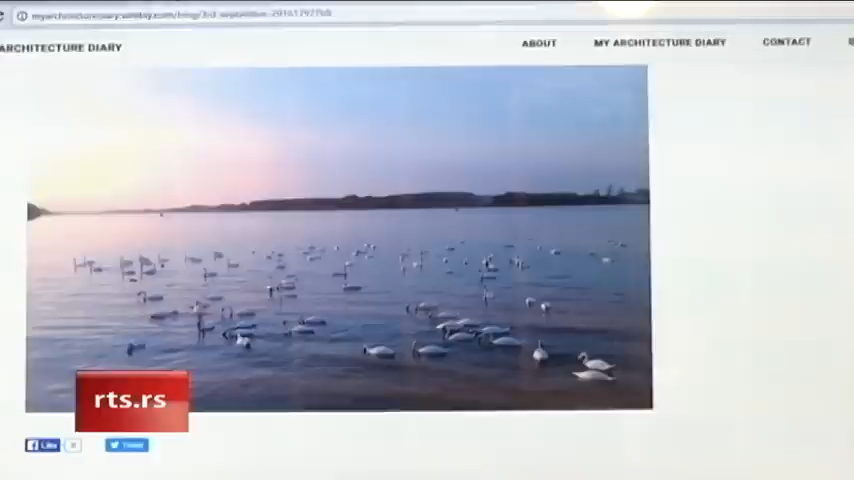 ARCHITECTURE DIARY
ABOUT
MY ARCHITECTURE DIARY
CONTACT
rts.rs
Like
Tweet